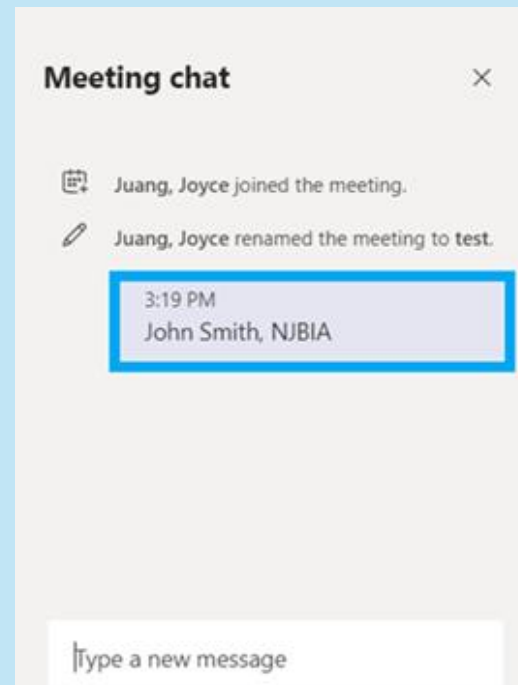 Meeting chat
Juang, Joyce joined the meeting.
Juang, Joyce renamed the meeting to test.
3:19 PM
John Smith, NJBIA
Type a new message